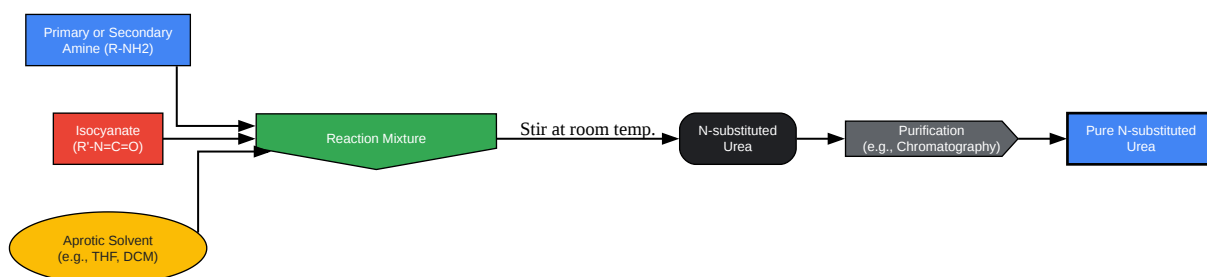 Primary or Secondary
Amine (R-NH2)
Isocyanate
(R'-N=C=O)
Aprotic Solvent
(e.g., THF, DCM)
Reaction Mixture
Stir at room temp.
N-substituted
Urea
Purification
(e.g., Chromatography)
Pure N-substituted
Urea